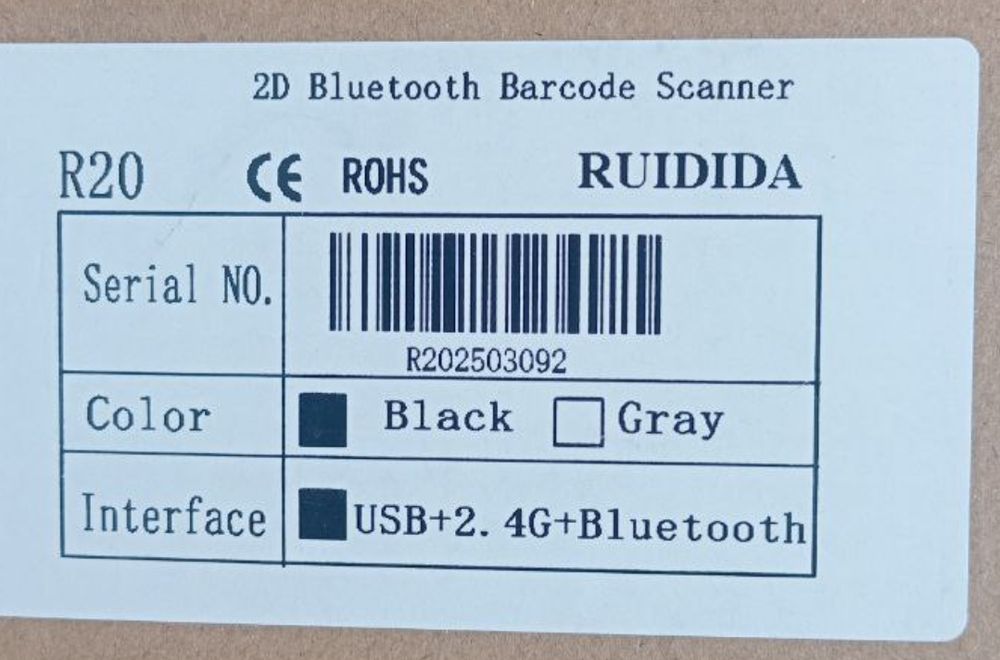 2D Bluetooth Barcode Scanner
R20 CE ROHS RUIDIDA
Serial NO.
R202503092
Color Black Gray
Interface USB+2.4G+Bluetooth